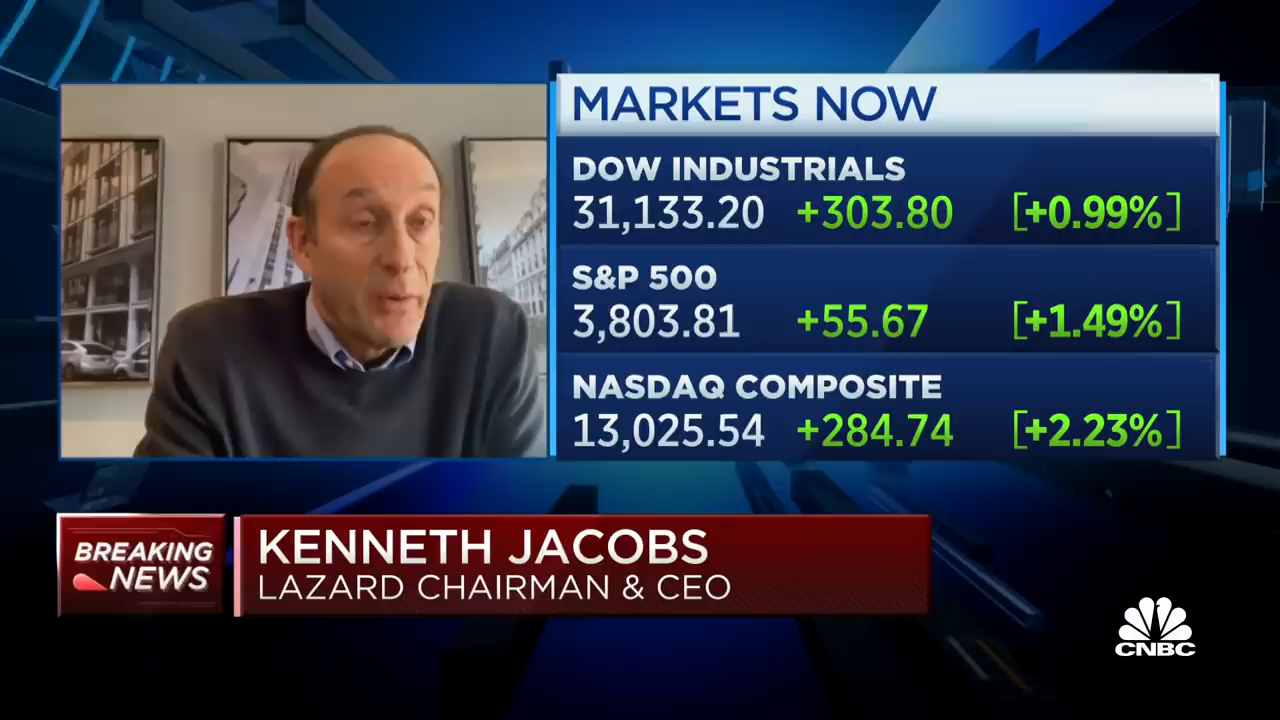 MARKETS NOW
DOW INDUSTRIALS
31,133.20 +303.80 [+0.99%]
S&P 500
3,803.81 +55.67 [+1.49%]
NASDAQ COMPOSITE
13,025.54 +284.74 [+2.23%]
BREAKING
NEWS
KENNETH JACOBS
LAZARD CHAIRMAN & CEO
CNBC